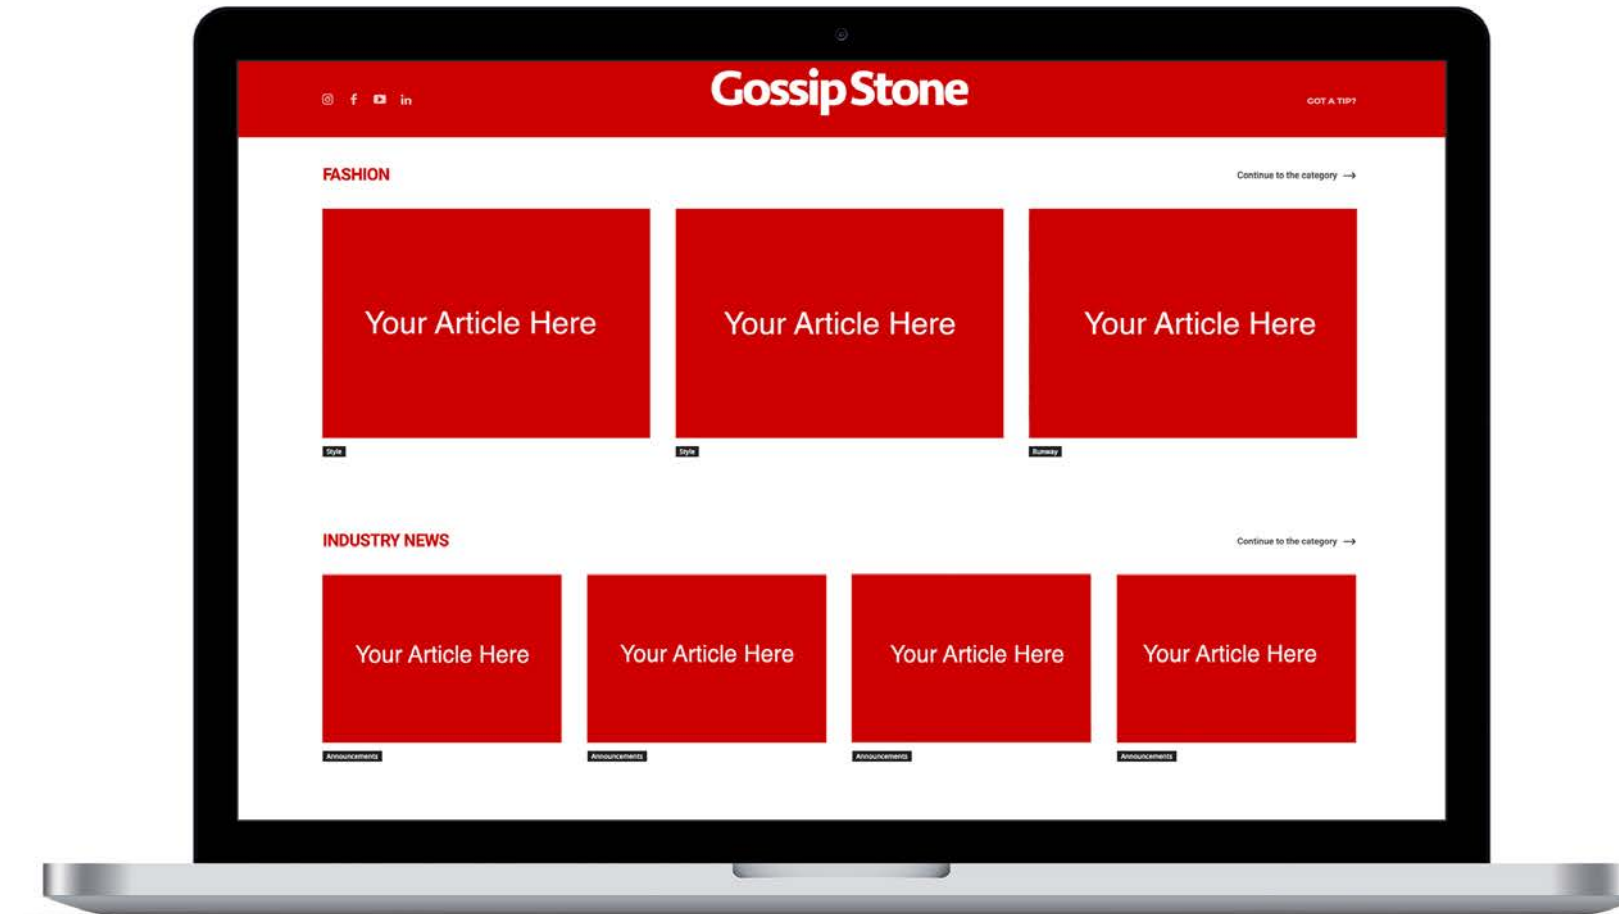 Gossip Stone
GOT A TIP?
FASHION
Continue to the category →
Your Article Here
Your Article Here
Your Article Here
Style
Style
Runway
INDUSTRY NEWS
Continue to the category →
Your Article Here
Your Article Here
Your Article Here
Your Article Here
Announcements
Announcements
Announcements
Announcements